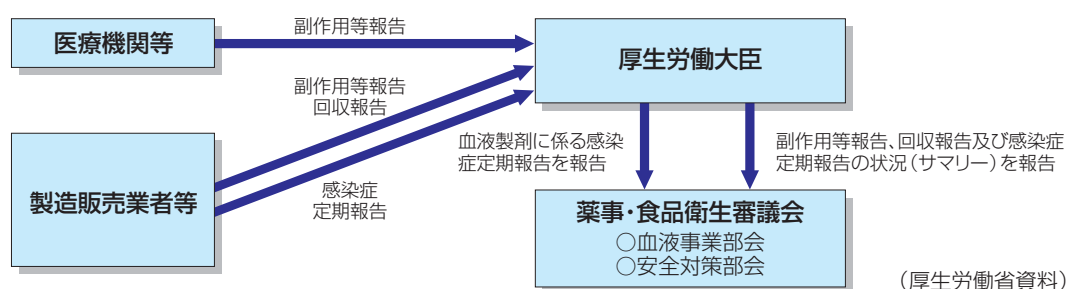 医療機関等
副作用等報告
厚生労働大臣
副作用等報告
回収報告
製造販売業者等
感染症
定期報告
血液製剤に係る感染
症定期報告を報告
副作用等報告、回収報告及び感染症
定期報告の状況(サマリー)を報告
薬事・食品衛生審議会
○血液事業部会
○安全対策部会
(厚生労働省資料)